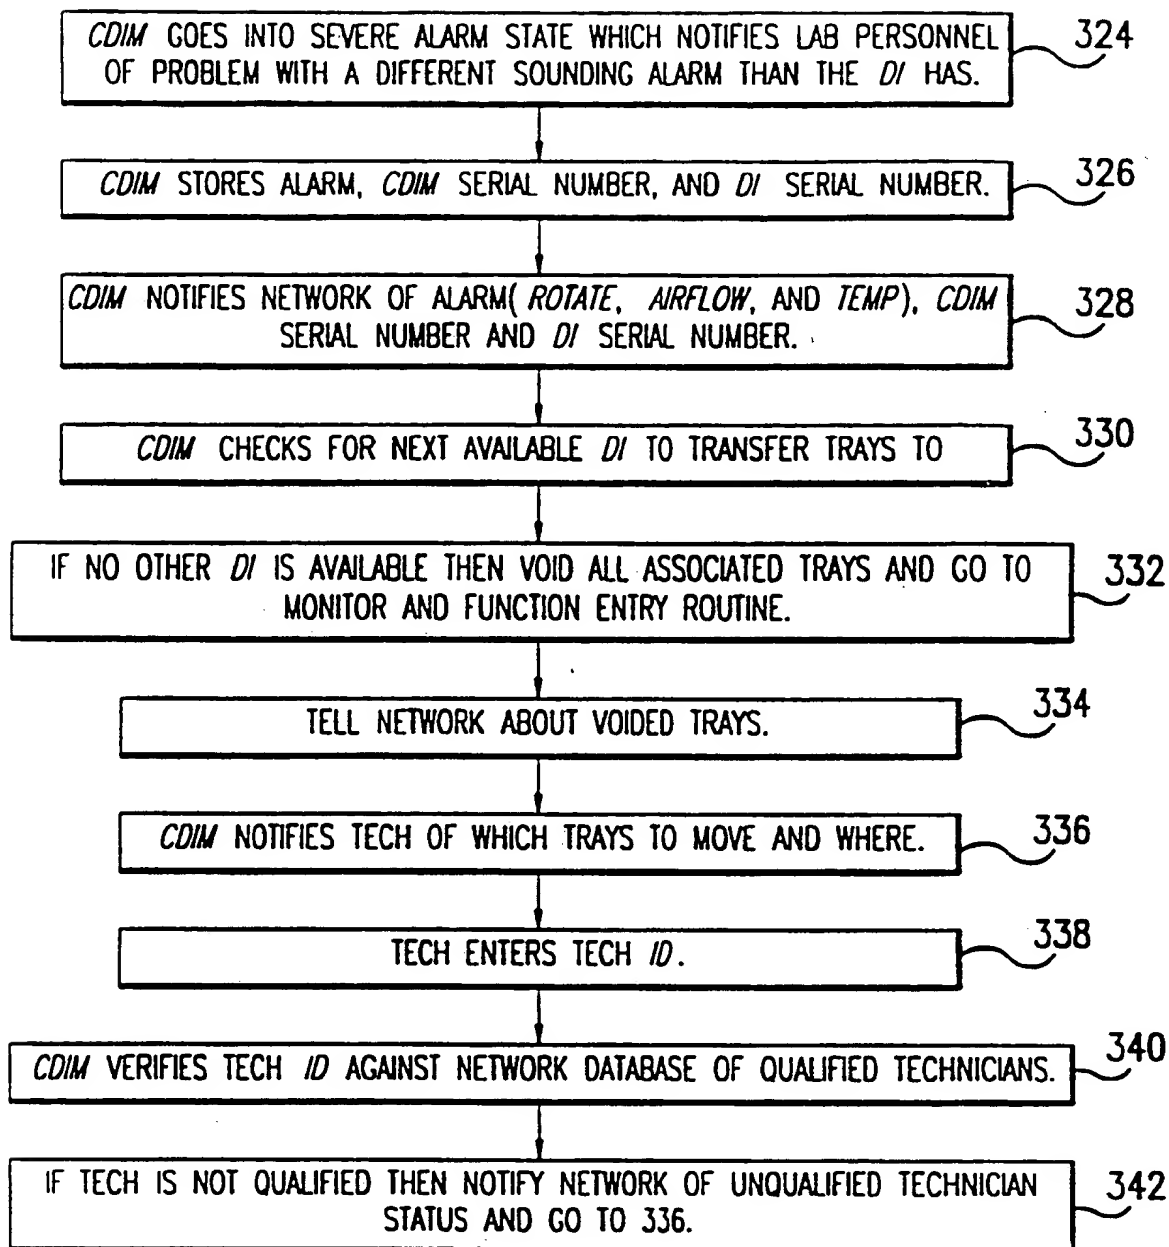 CDIM GOES INTO SEVERE ALARM STATE WHICH NOTIFIES LAB PERSONNEL
OF PROBLEM WITH A DIFFERENT SOUNDING ALARM THAN THE DI HAS.
324
CDIM STORES ALARM, CDIM SERIAL NUMBER, AND DI SERIAL NUMBER.
326
CDIM NOTIFIES NETWORK OF ALARM( ROTATE, AIRFLOW, AND TEMP), CDIM
SERIAL NUMBER AND DI SERIAL NUMBER.
328
CDIM CHECKS FOR NEXT AVAILABLE DI TO TRANSFER TRAYS TO
330
IF NO OTHER DI IS AVAILABLE THEN VOID ALL ASSOCIATED TRAYS AND GO TO
MONITOR AND FUNCTION ENTRY ROUTINE.
332
TELL NETWORK ABOUT VOIDED TRAYS.
334
CDIM NOTIFIES TECH OF WHICH TRAYS TO MOVE AND WHERE.
336
TECH ENTERS TECH ID.
338
CDIM VERIFIES TECH ID AGAINST NETWORK DATABASE OF QUALIFIED TECHNICIANS.
340
IF TECH IS NOT QUALIFIED THEN NOTIFY NETWORK OF UNQUALIFIED TECHNICIAN
STATUS AND GO TO 336.
342